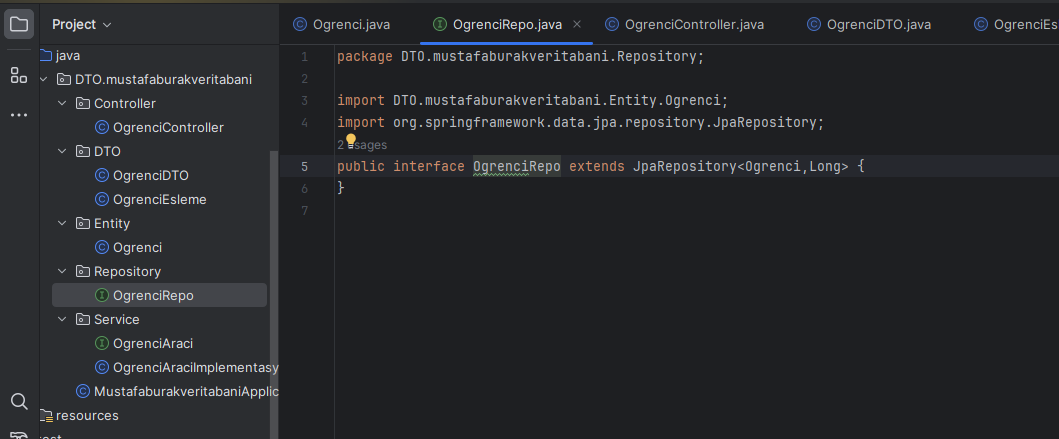 Project
Ogrenci.java
OgrenciRepo.java
OgrenciController.java
OgrenciDTO.java
OgrenciEs
java
DTO.mustafaburakveritabani
Controller
OgrenciController
DTO
OgrenciDTO
OgrenciEsleme
Entity
Ogrenci
Repository
OgrenciRepo
Service
OgrenciAraci
OgrenciAraciImplementasy
MustafaburakveritabaniApplic
resources
1 package DTO.mustafaburakveritabani.Repository;
2
3 import DTO.mustafaburakveritabani.Entity.Ogrenci;
4 import org.springframework.data.jpa.repository.JpaRepository;
2 usages
5 public interface OgrenciRepo extends JpaRepository<Ogrenci,Long> {
6 }
7